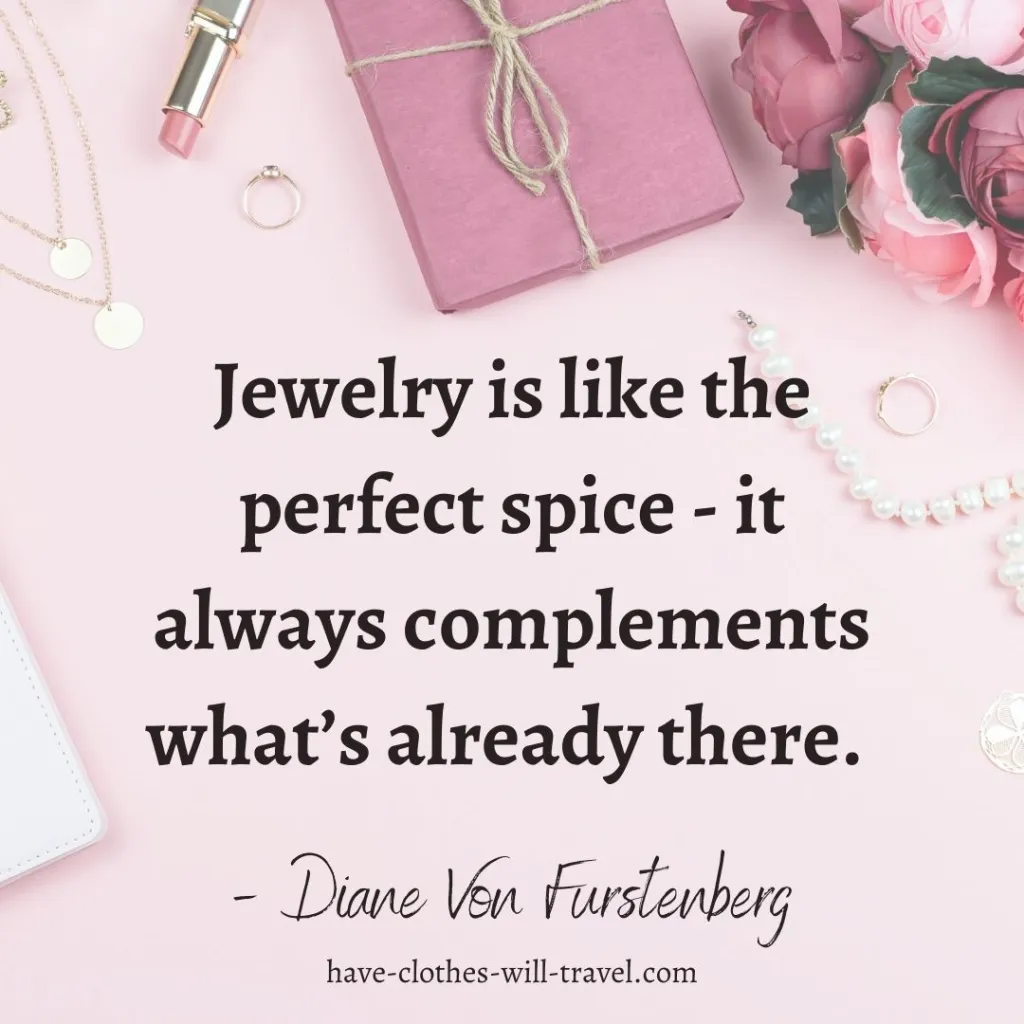 Jewelry is like the
perfect spice - it
always complements
what’s already there.
- Diane Von Furstenberg
have-clothes-will-travel.com